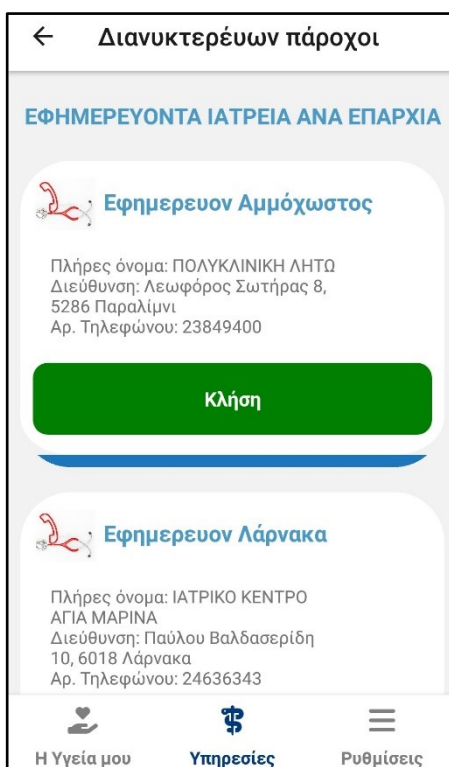 Διανυκτερέυων πάροχοι
ΕΦΗΜΕΡΕΥΟΝΤΑ ΙΑΤΡΕΙΑ ΑΝΑ ΕΠΑΡΧΙΑ
Εφημερευον Αμμόχωστος
Πλήρες όνομα: ΠΟΛΥΚΛΙΝΙΚΗ ΛΗΤΩ
Διεύθυνση: Λεωφόρος Σωτήρας 8,
5286 Παραλίμνι
Αρ. Τηλεφώνου: 23849400
Κλήση
Εφημερευον Λάρνακα
Πλήρες όνομα: ΙΑΤΡΙΚΟ ΚΕΝΤΡΟ
ΑΓΙΑ ΜΑΡΙΝΑ
Διεύθυνση: Παύλου Βαλδασερίδη
10, 6018 Λάρνακα
Αρ. Τηλεφώνου: 24636343
Η Υγεία μου Υπηρεσίες Ρυθμίσεις